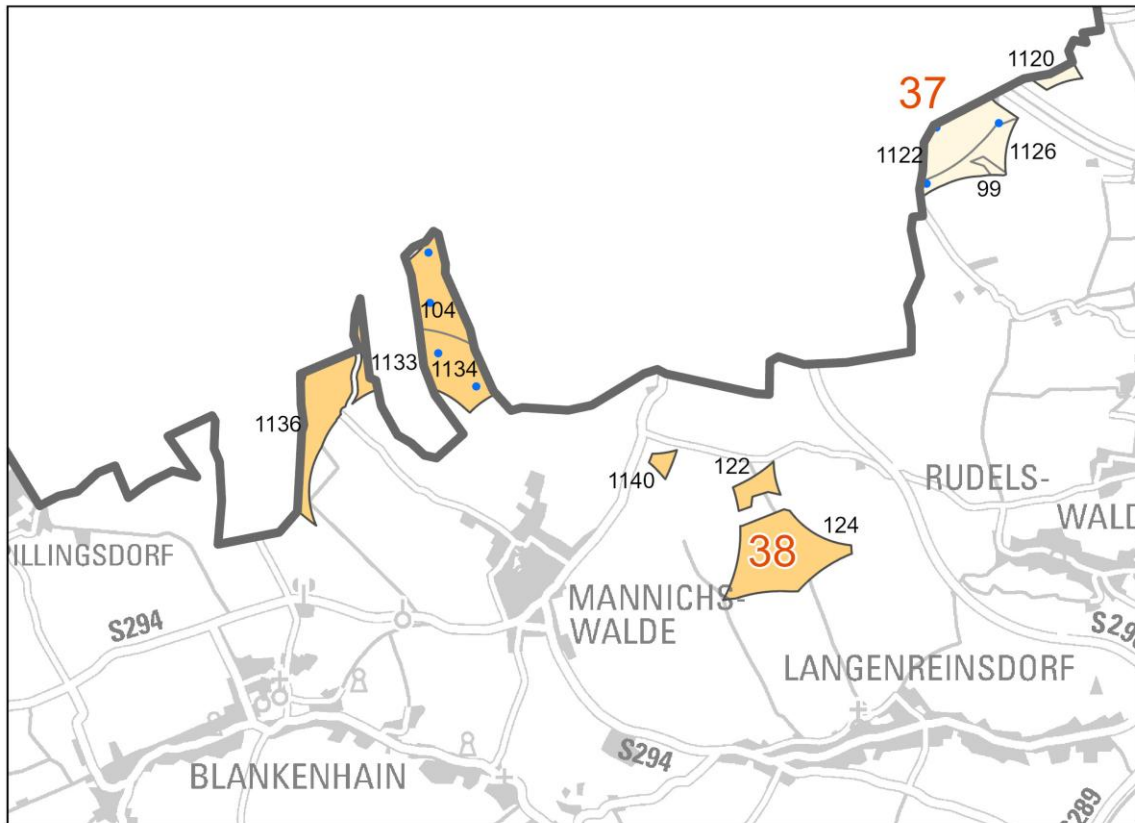 1120
37
1122
1126
99
104
1133
1134
1136
122
1140
RUDELS-
WALD
124
38
ILLINGSDORF
MANNICHS-
WALDE
S294
S29
LANGENREINSDORF
S294
BLANKENHAIN
S289